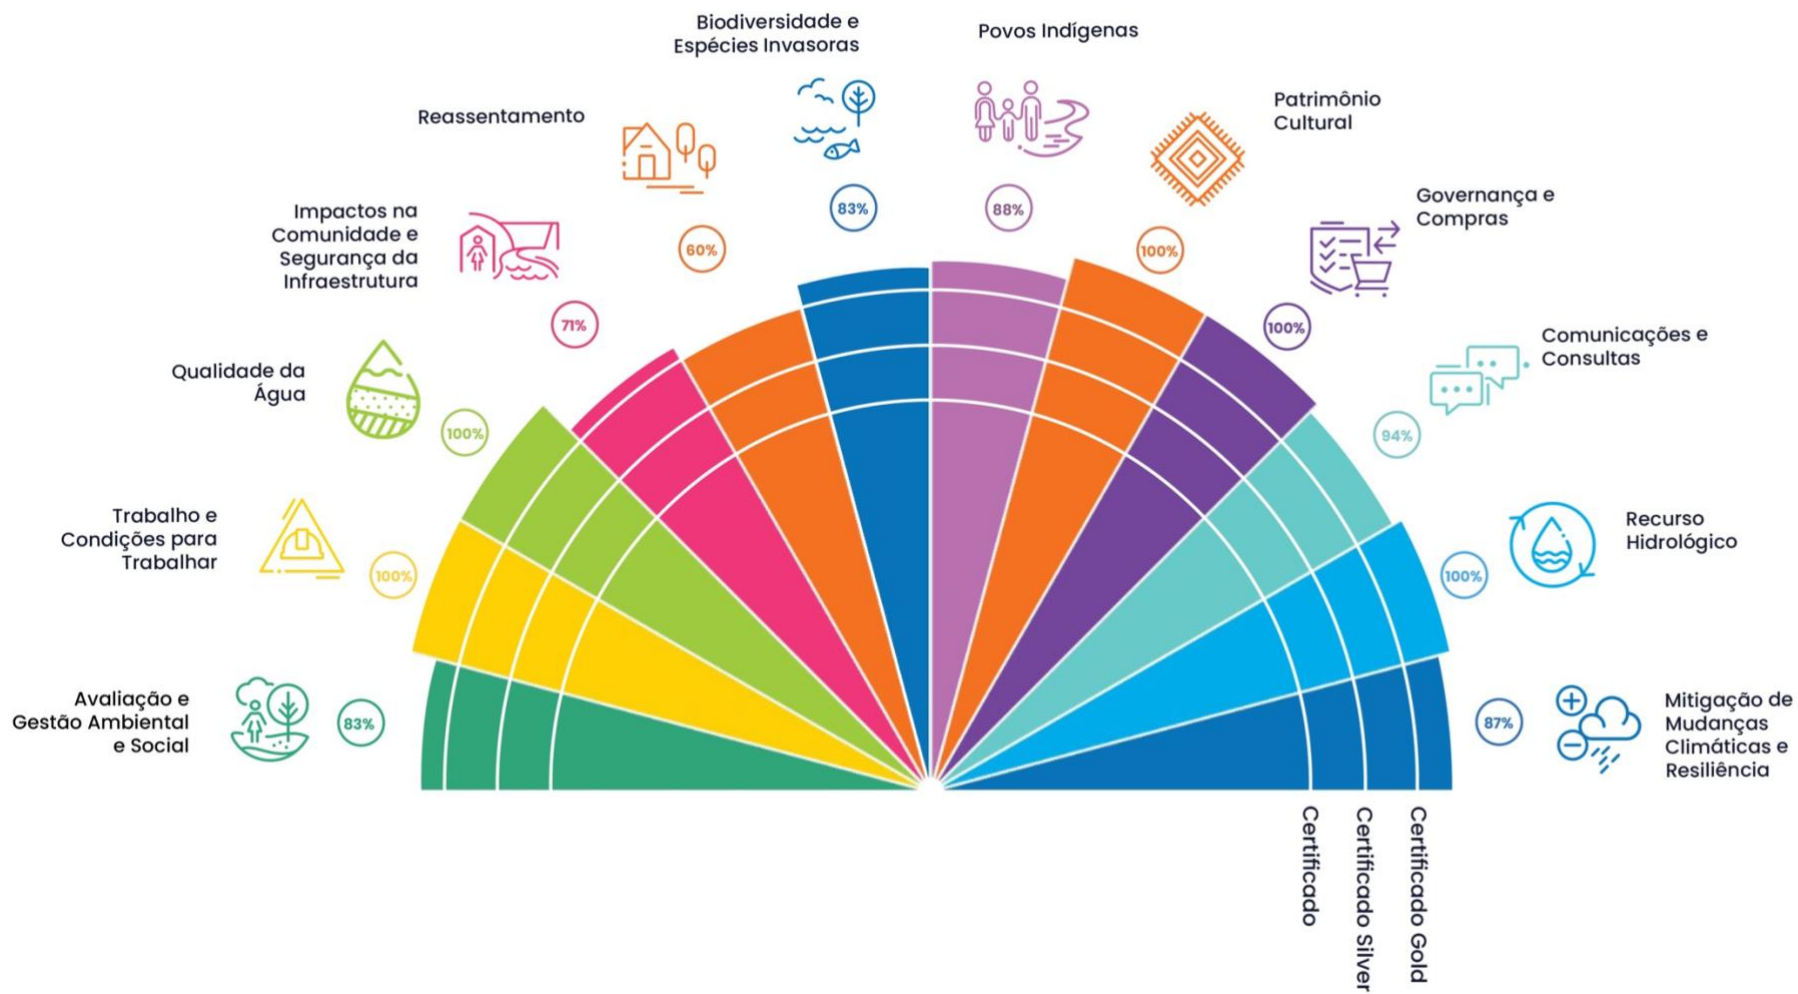 Biodiversidade e
Espécies Invasoras
83%
Povos Indígenas
88%
Reassentamento
60%
Patrimônio
Cultural
100%
Impactos na
Comunidade e
Segurança da
Infraestrutura
71%
Governança e
Compras
100%
Qualidade da
Água
100%
Comunicações e
Consultas
94%
Trabalho e
Condições para
Trabalhar
100%
Recurso
Hidrológico
100%
Avaliação e
Gestão Ambiental
e Social
83%
Mitigação de
Mudanças
Climáticas e
Resiliência
87%
Certificado
Certificado Silver
Certificado Gold